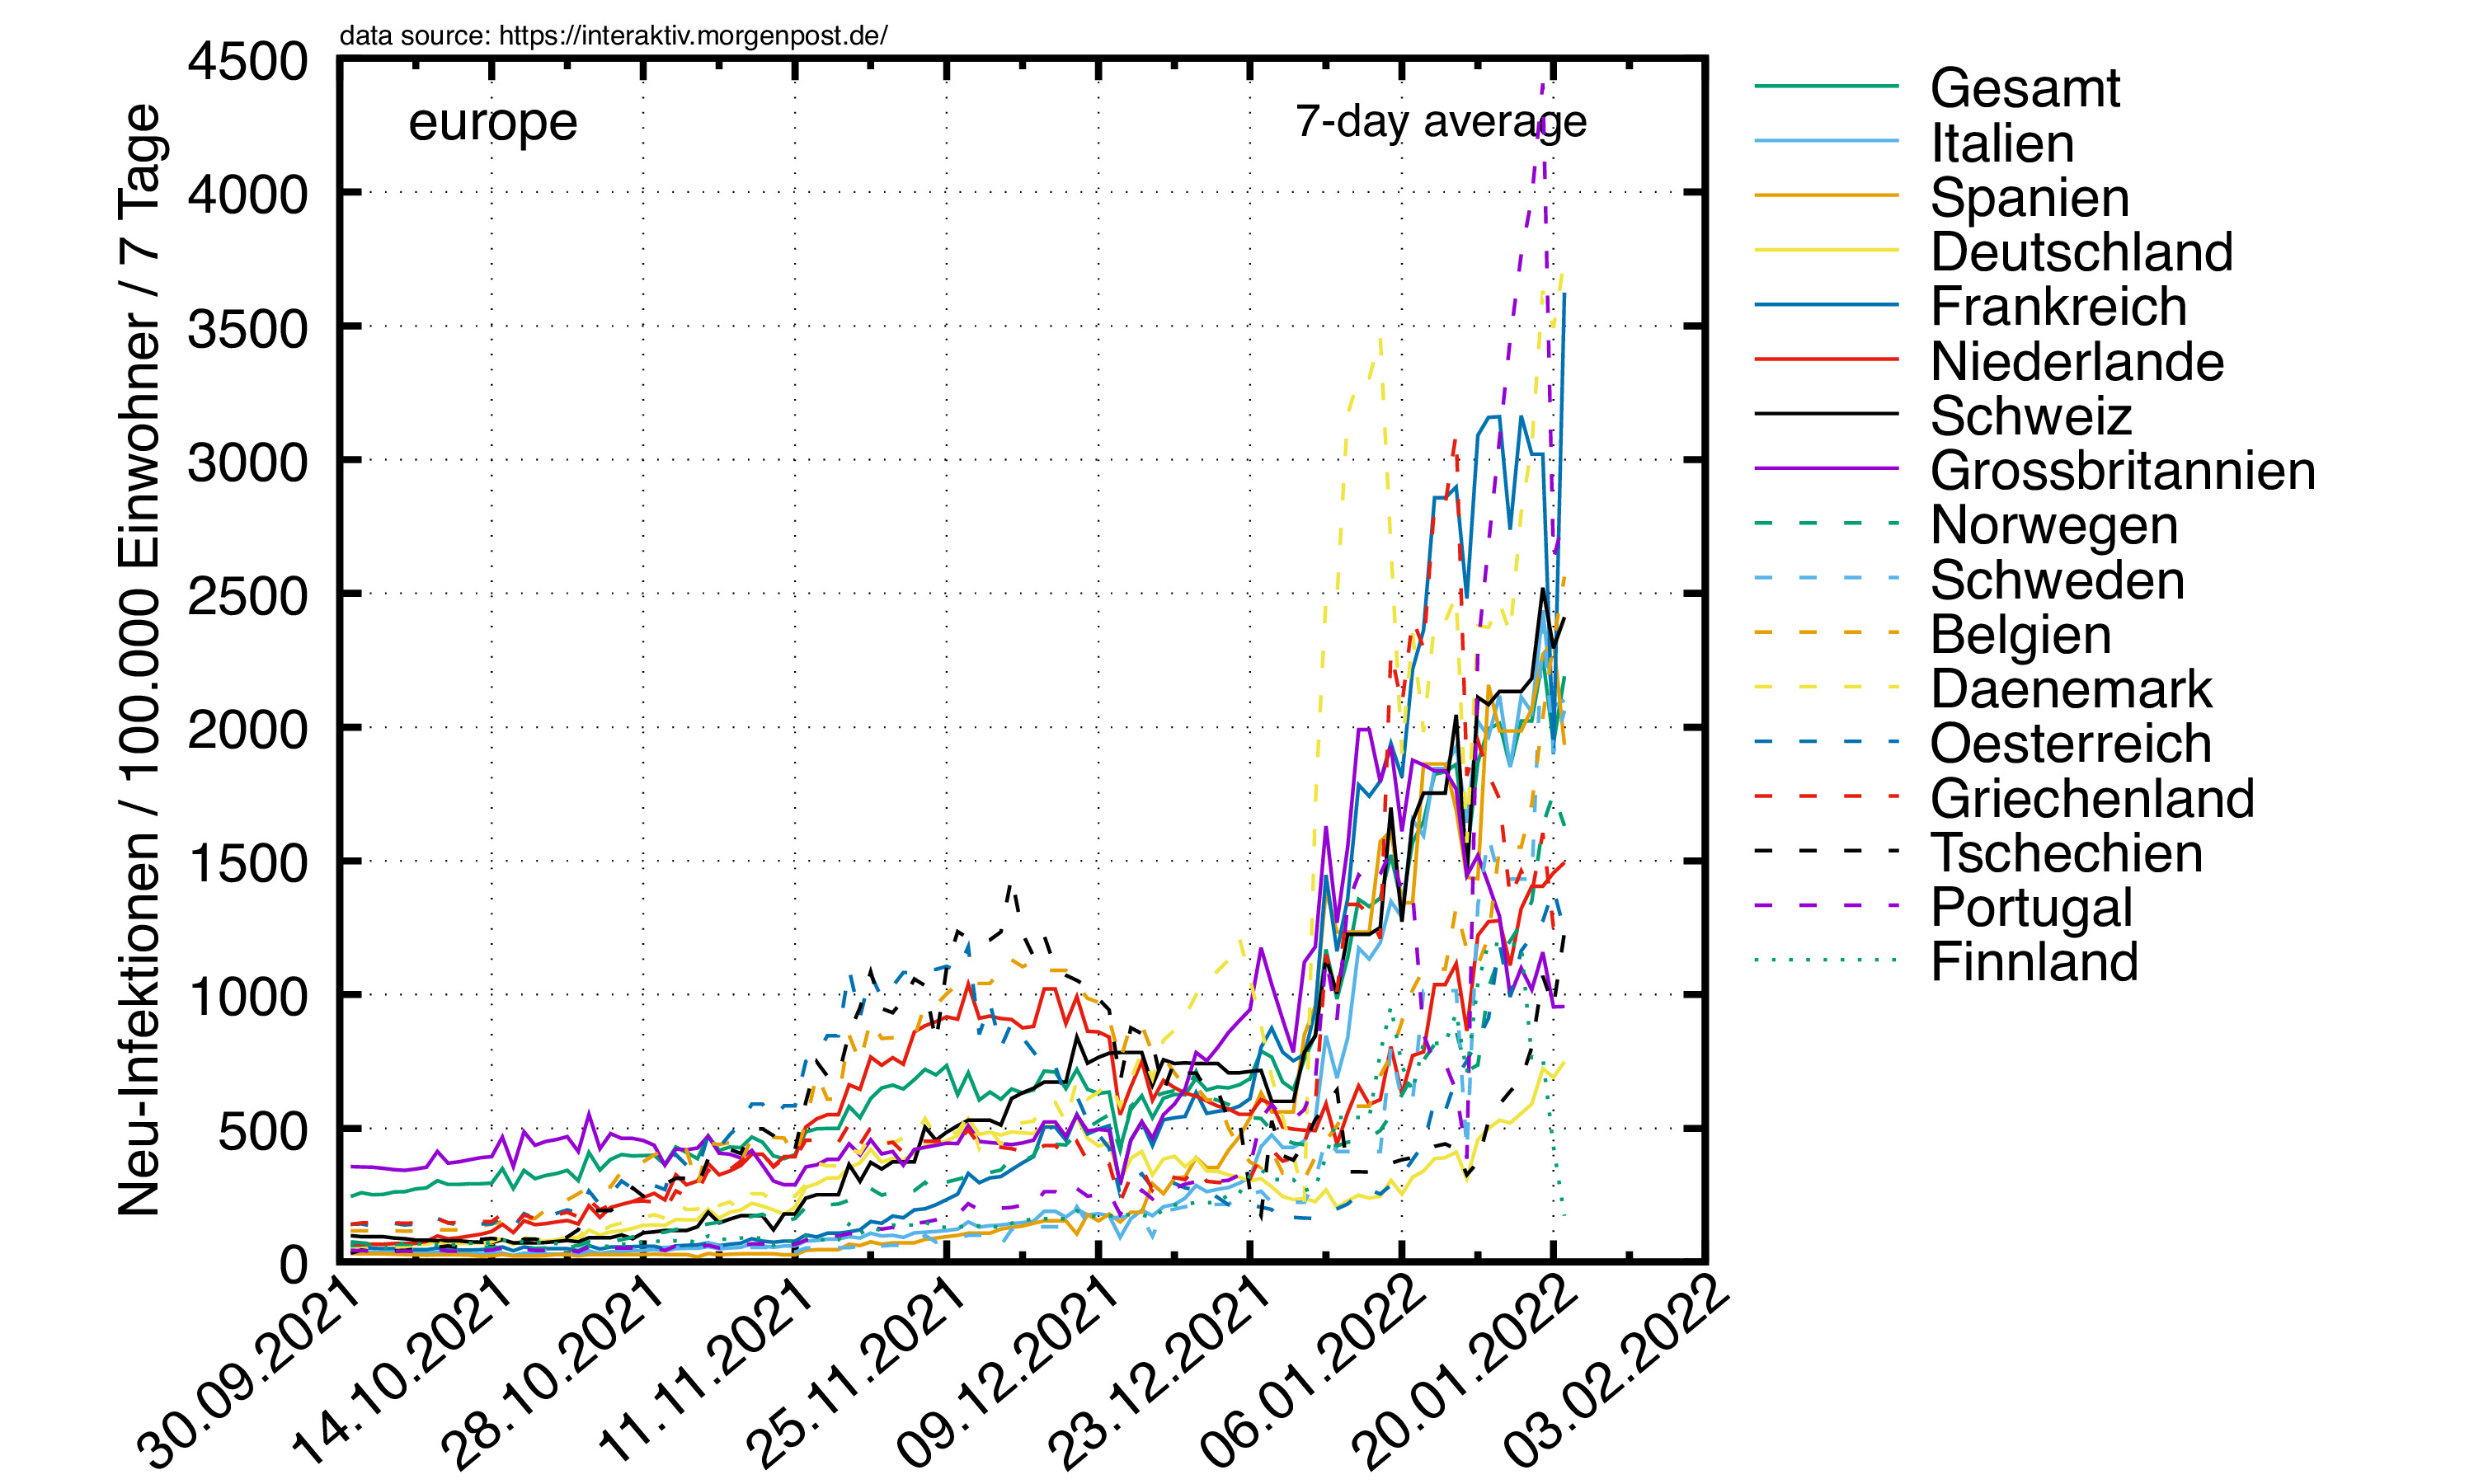 data source: https://interaktiv.morgenpost.de/
europe
7-day average
Neu-Infektionen / 100.000 Einwohner / 7 Tage
4500
4000
3500
3000
2500
2000
1500
1000
500
0
30.09.2021
14.10.2021
28.10.2021
11.11.2021
25.11.2021
09.12.2021
23.12.2021
06.01.2022
20.01.2022
03.02.2022
Gesamt
Italien
Spanien
Deutschland
Frankreich
Niederlande
Schweiz
Grossbritannien
Norwegen
Schweden
Belgien
Daenemark
Oesterreich
Griechenland
Tschechien
Portugal
Finnland